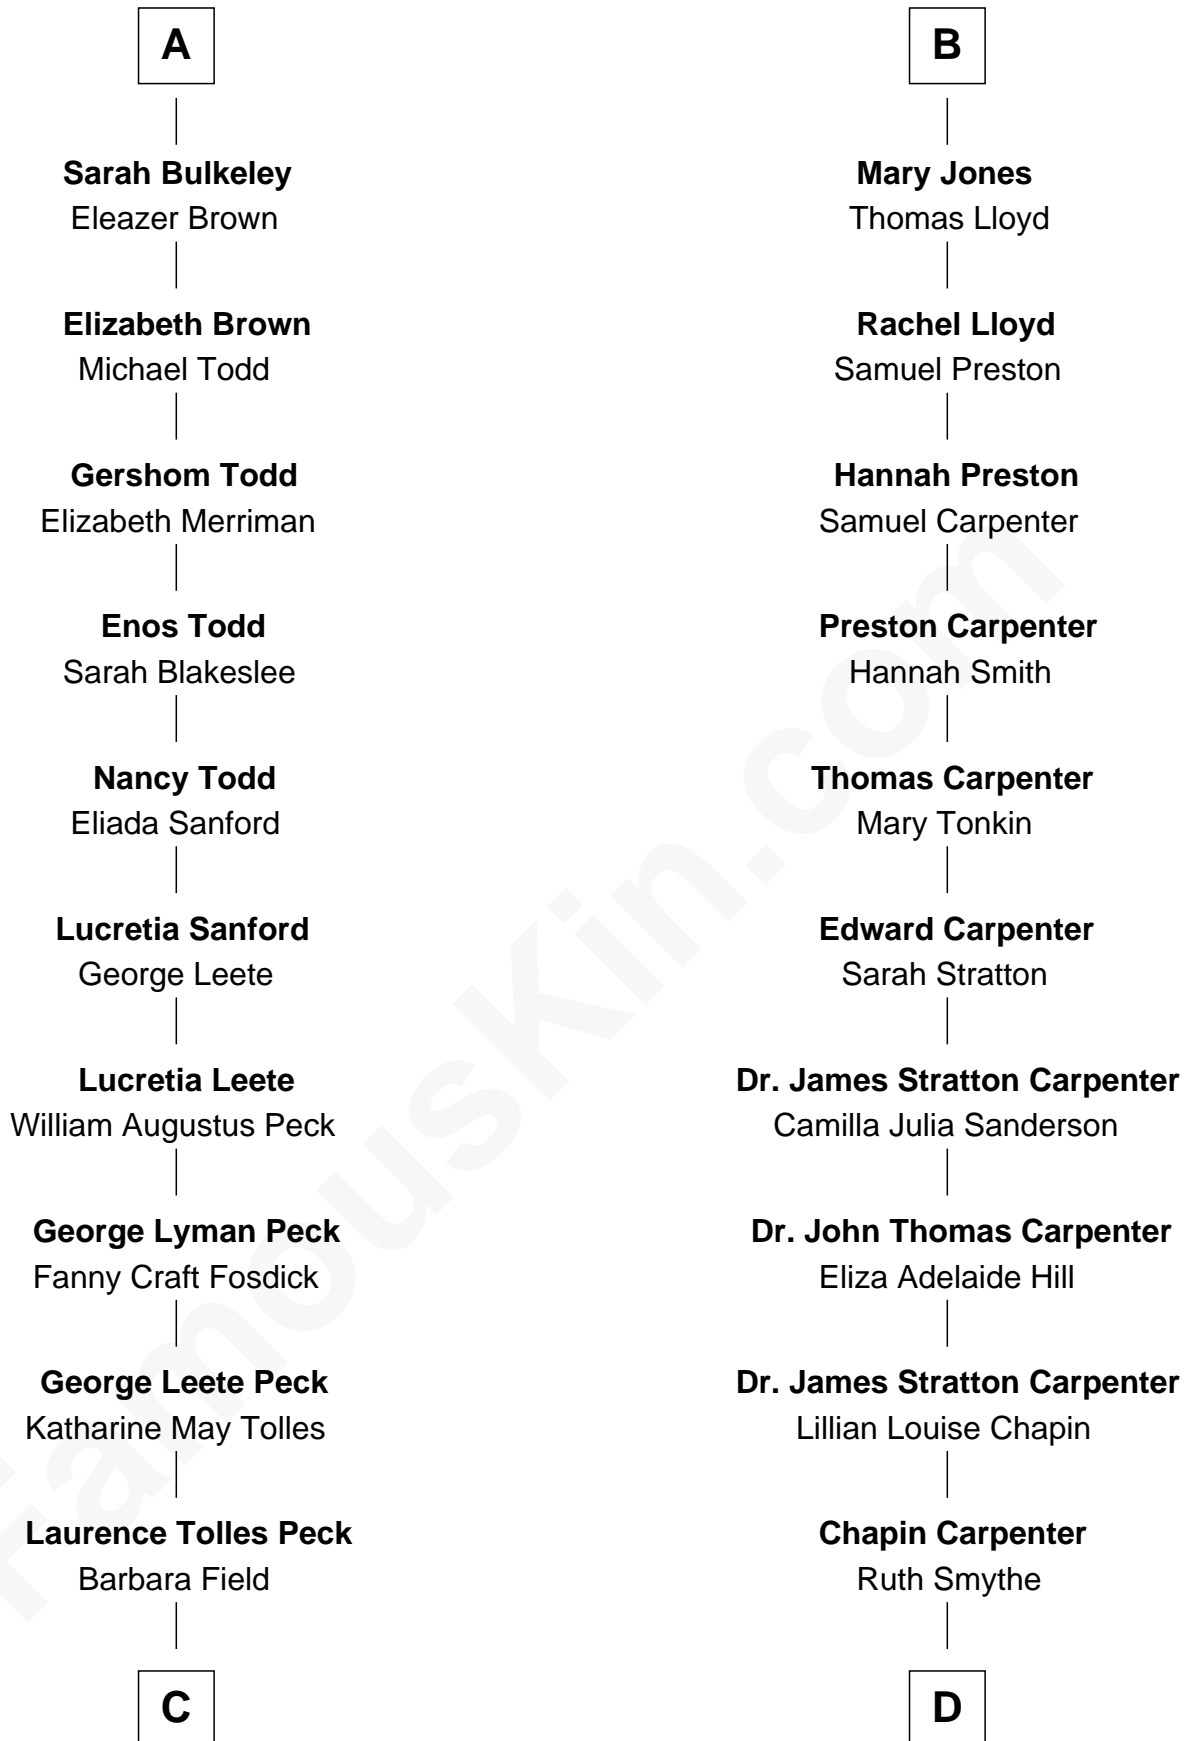 A
Sarah Bulkeley
Eleazer Brown
Elizabeth Brown
Michael Todd
Gershom Todd
Elizabeth Merriman
Enos Todd
Sarah Blakeslee
Nancy Todd
Eliada Sanford
Lucretia Sanford
George Leete
Lucretia Leete
William Augustus Peck
George Lyman Peck
Fanny Craft Fosdick
George Leete Peck
Katharine May Tolles
Laurence Tolles Peck
Barbara Field
C
B
Mary Jones
Thomas Lloyd
Rachel Lloyd
Samuel Preston
Hannah Preston
Samuel Carpenter
Preston Carpenter
Hannah Smith
Thomas Carpenter
Mary Tonkin
Edward Carpenter
Sarah Stratton
Dr. James Stratton Carpenter
Camilla Julia Sanderson
Dr. John Thomas Carpenter
Eliza Adelaide Hill
Dr. James Stratton Carpenter
Lillian Louise Chapin
Chapin Carpenter
Ruth Smythe
D
FamousKin.com